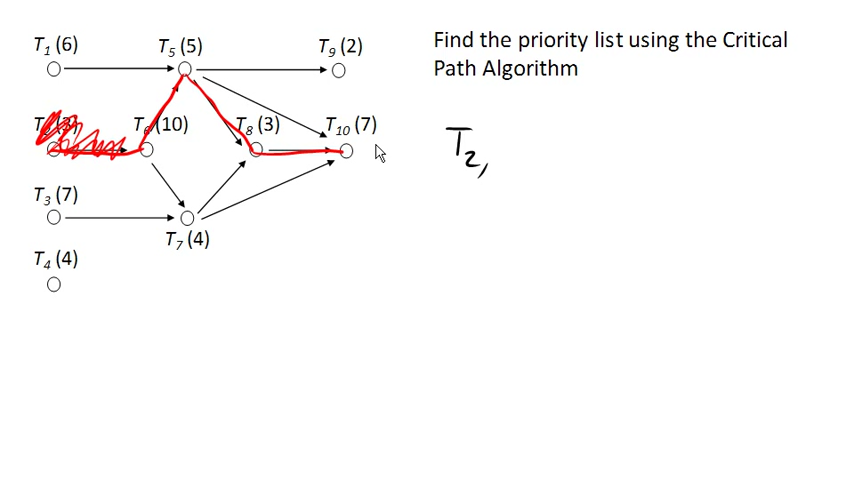 T1 (6) T5 (5) T9 (2)
Find the priority list using the Critical
Path Algorithm
(10) T8 (3) T10 (7)
T2,
T3 (7)
T7 (4)
T4 (4)